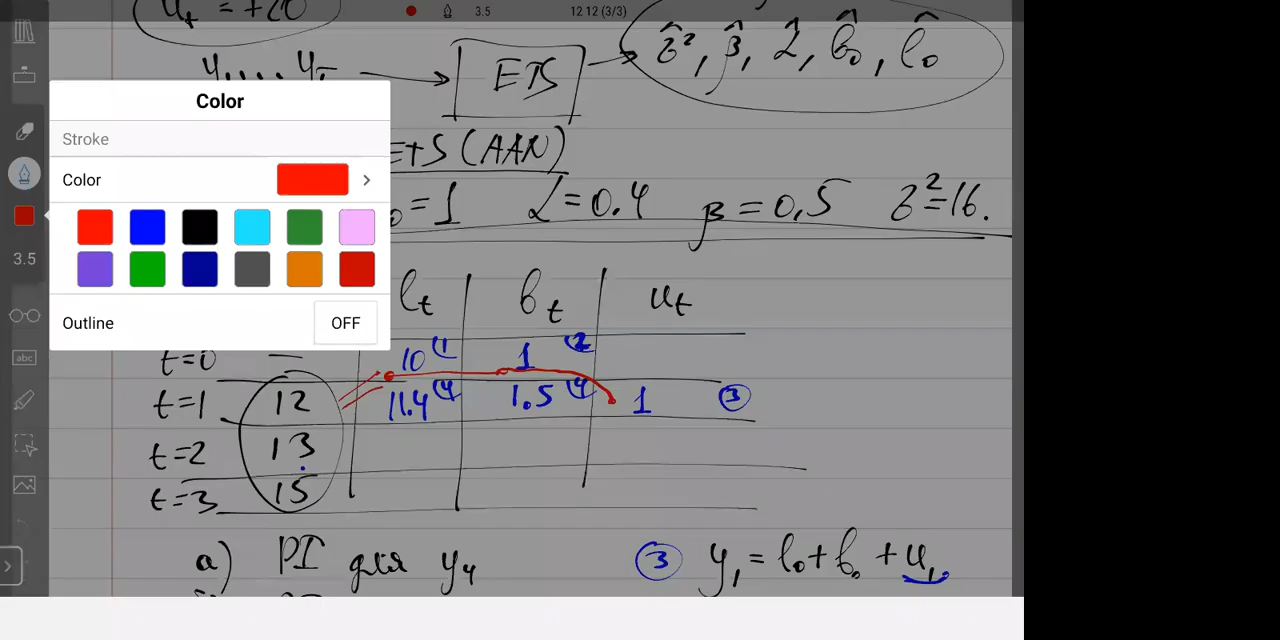 u_t = +20
3.5 12 12 (3/3)
y_1, ... y_T → ETS → σ̂², β̂, α̂, b̂_0, l̂_0
Color
Stroke
Color
Outline OFF
ETS (AAN)
_0 = 1 α = 0.4 β = 0,5 σ² = 16.
l_t b_t u_t
t=0 — 10 (1 1 (2
t=1 12 11.4 (4 1.5 (4 1 3
t=2 13
t=3 15
3.5
abc
a) PI для y_4
3 y_1 = l_0 + b_0 + u_1.